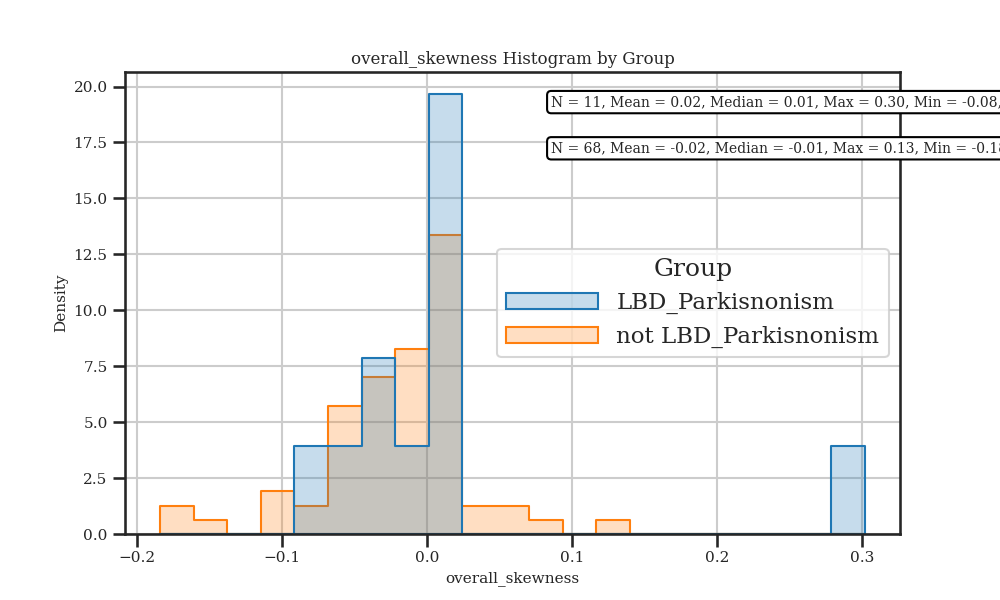 overall_skewness Histogram by Group
N = 11, Mean = 0.02, Median = 0.01, Max = 0.30, Min = -0.08,
N = 68, Mean = -0.02, Median = -0.01, Max = 0.13, Min = -0.18
Group
LBD_Parkisnonism
not LBD_Parkisnonism
Density
20.0
17.5
15.0
12.5
10.0
7.5
5.0
2.5
0.0
−0.2
−0.1
0.0
0.1
0.2
0.3
overall_skewness